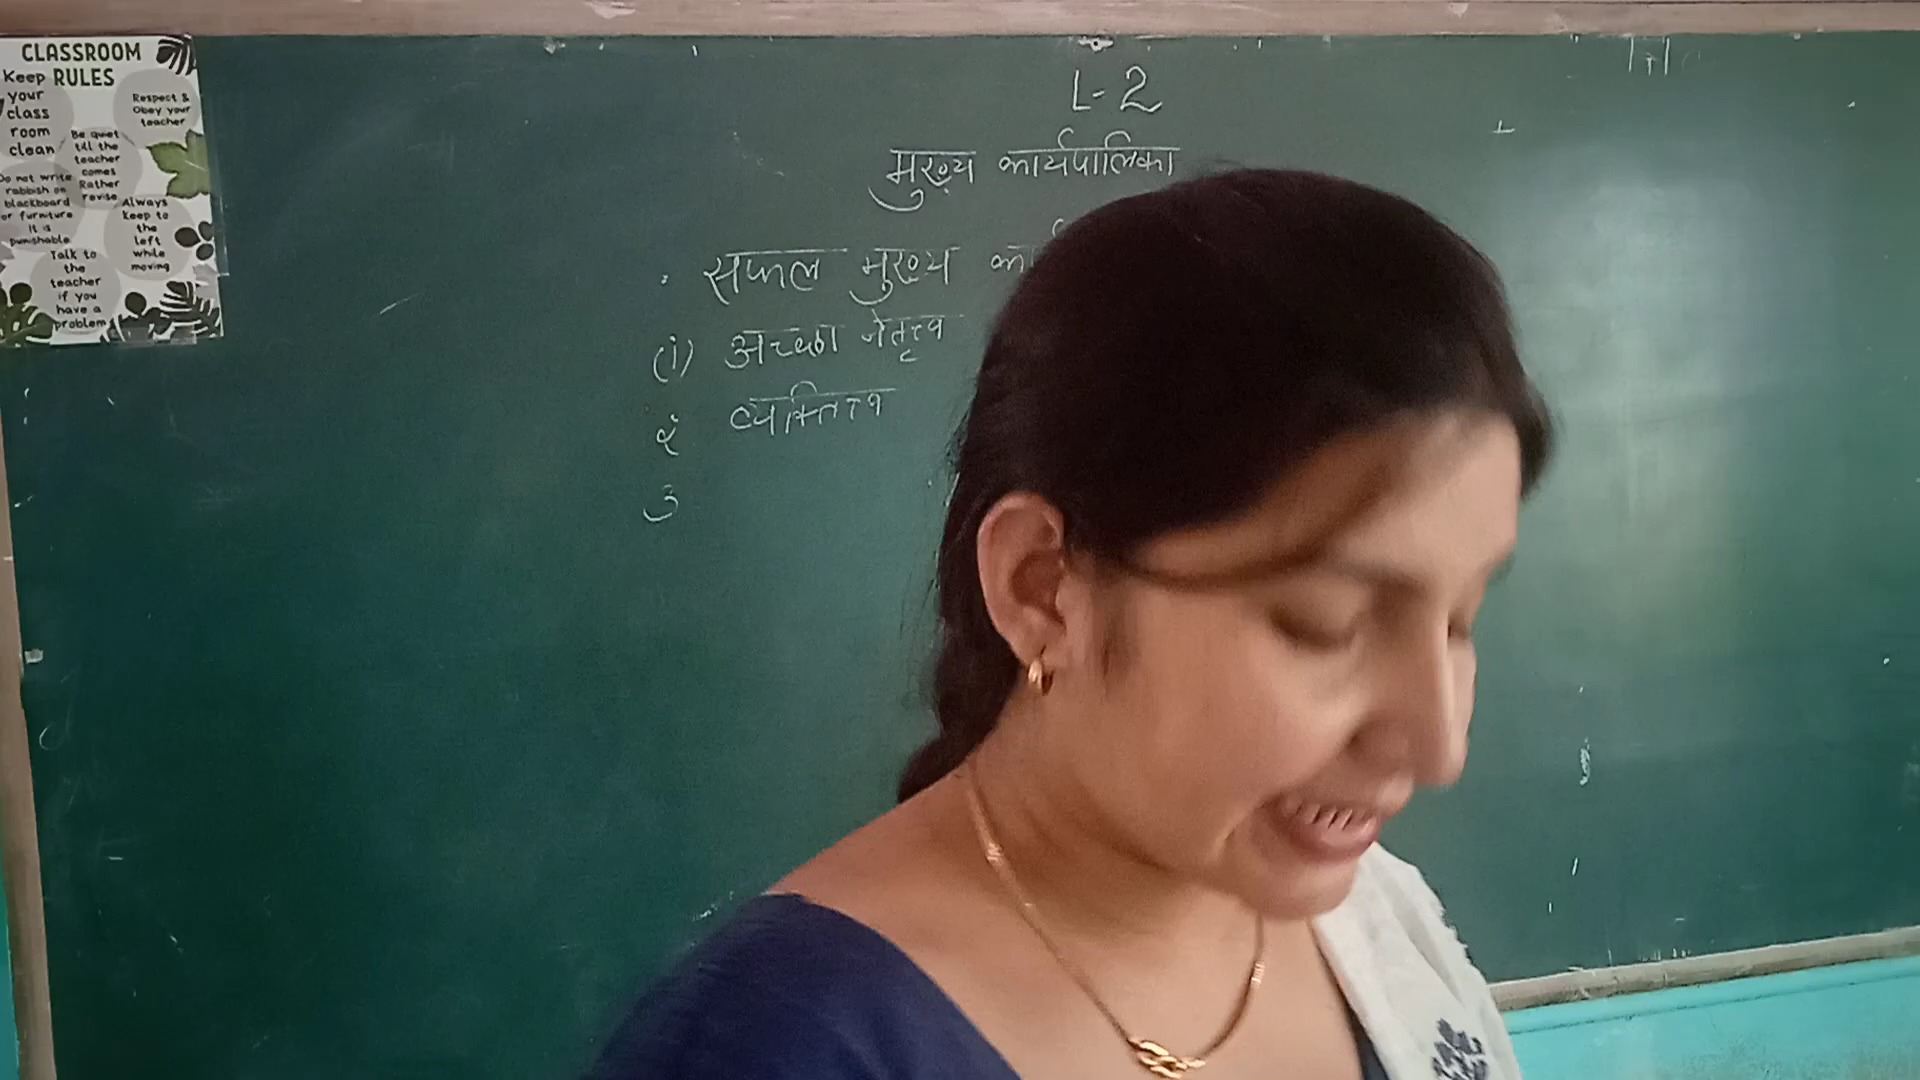 CLASSROOM
RULES
Keep
your
class
room
clean
Respect &
Obey your
teacher
Be quiet
till the
teacher
comes
Rather
revise
Do not write
rabbish on
blackboard
or furniture
It is
punishable
Always
keep to
the
left
while
moving
Talk to
the
teacher
if you
have a
problem
L-2
मुख्य कार्यपालिका
• सफल मुख्य
(i) अच्छा नेतृत्व
२ व्यक्तित्व
3